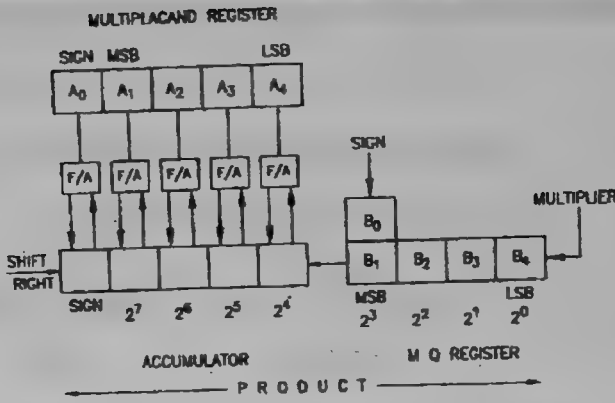 MULTIPLACAND REGISTER
SIGN MSB LSB
A0 A1 A2 A3 A4
SIGN
F/A F/A F/A F/A F/A
MULTIPLIER
B0
SHIFT
RIGHT
B1 B2 B3 B4
SIGN 2^7 2^6 2^5 2^4
MSB LSB
2^3 2^2 2^1 2^0
ACCUMULATOR M Q REGISTER
PRODUCT